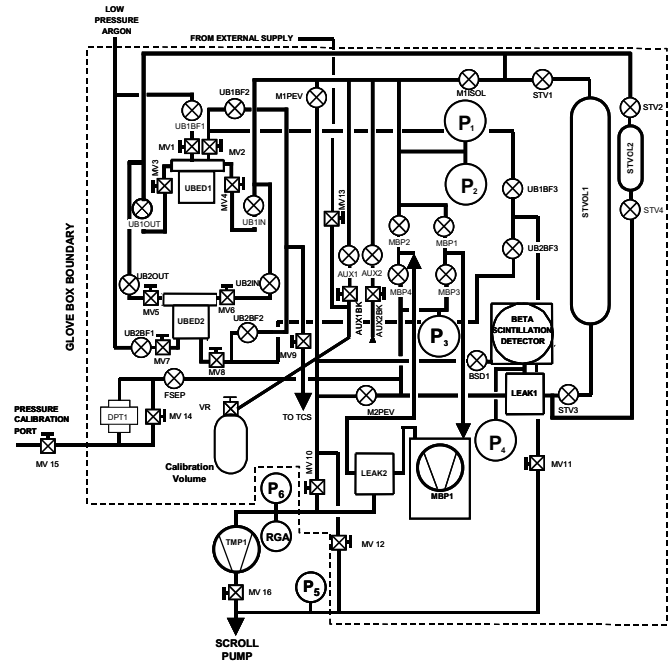 LOW
PRESSURE
ARGON
FROM EXTERNAL SUPPLY
UB1BF2
M1PEV
M1ISOL
STV1
UB1BF1
P1
STV2
MV1
MV2
MV3
UBED1
MV4
P2
UB1BF3
STVOL1
STVOL2
MV13
UB1OUT
UB1IN
STV4
MBP2
MBP1
UB2BF3
GLOVE BOX BOUNDARY
UB2OUT
UB2IN
AUX1
AUX2
MBP4
MBP3
MV5
MV6
AUX1BK
AUX2BK
UBED2
UB2BF2
BETA
SCINTILLATION
DETECTOR
UB2BF1
P3
MV7
MV8
MV9
BSD1
FSEP
LEAK1
DPT1
VR
TO TCS
M2PEV
STV3
MV 14
PRESSURE
CALIBRATION
PORT
P4
MV 15
Calibration
Volume
MV 10
LEAK2
MBP1
MV11
P6
TMP1
RGA
MV 12
P5
MV 16
SCROLL
PUMP